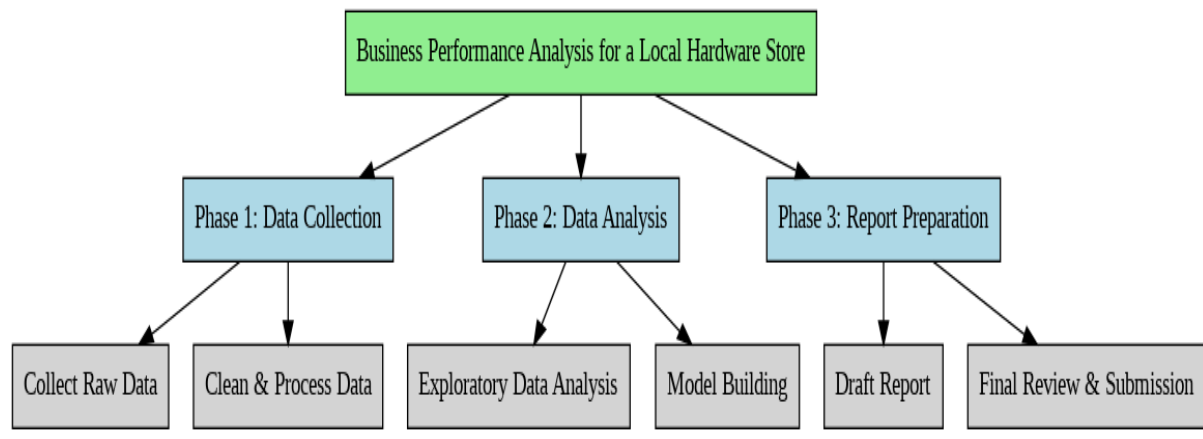 Business Performance Analysis for a Local Hardware Store
Phase 1: Data Collection
Phase 2: Data Analysis
Phase 3: Report Preparation
Collect Raw Data
Clean & Process Data
Exploratory Data Analysis
Model Building
Draft Report
Final Review & Submission